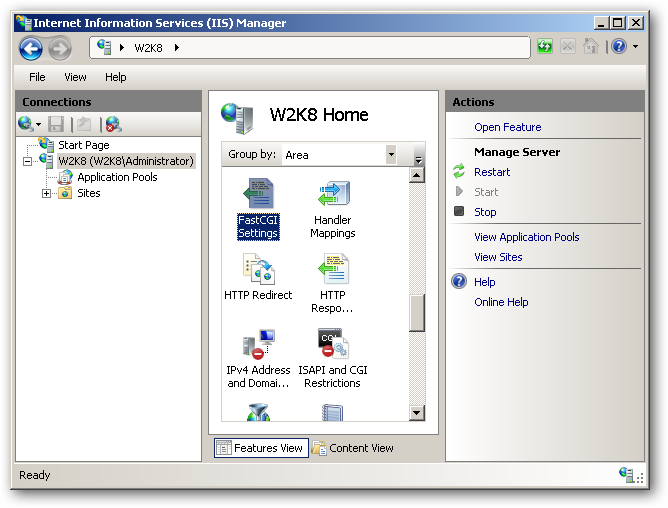 Internet Information Services (IIS) Manager
W2K8
File View Help
Connections
Start Page
W2K8 (W2K8\Administrator)
Application Pools
Sites
W2K8 Home
Group by: Area
FastCGI
Settings
Handler
Mappings
HTTP Redirect
HTTP
Respo...
IPv4 Address
and Domai...
CGI
ISAPI and CGI
Restrictions
Features View
Content View
Actions
Open Feature
Manage Server
Restart
Start
Stop
View Application Pools
View Sites
Help
Online Help
Ready